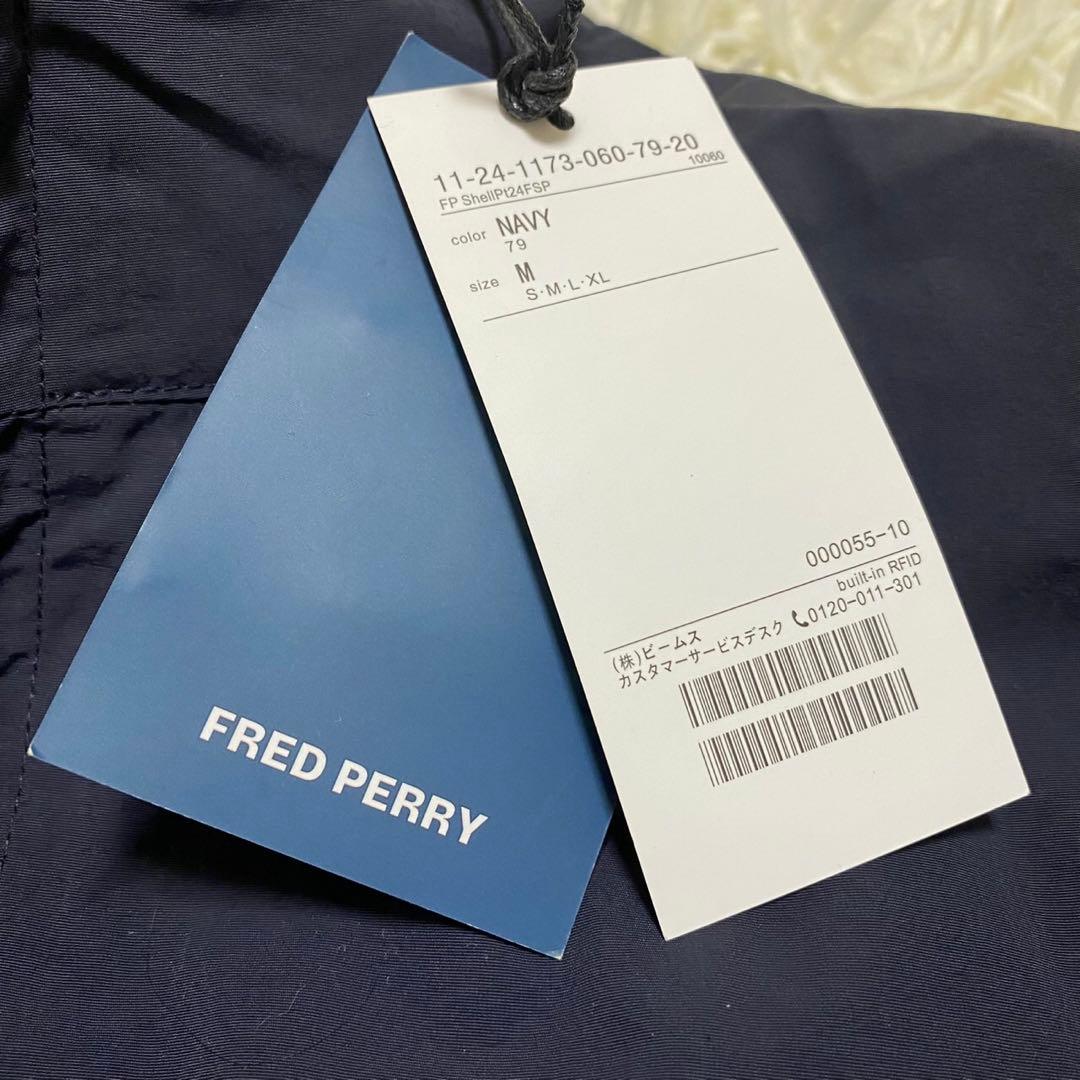 11-24-1173-060-79-20
FP ShellPt24FSP 10060
color NAVY
79
size M
S・M・L・XL
000055-10
built-in RFID
(株)ビームス
カスタマーサービスデスク 📞0120-011-301
FRED PERRY